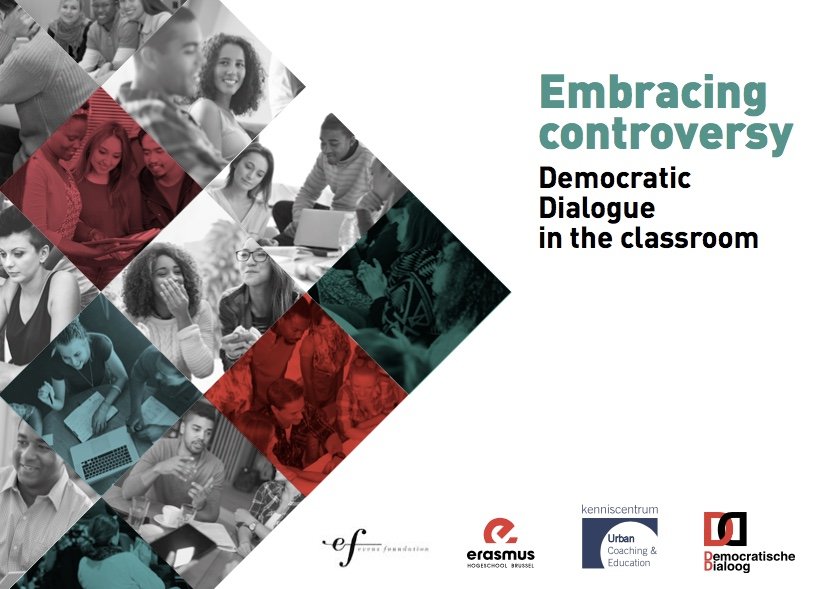 Embracing
controversy
Democratic
Dialogue
in the classroom
ef evens foundation
erasmus
HOGESCHOOL BRUSSEL
kenniscentrum
Urban
Coaching &
Education
DD
Democratische
Dialoog